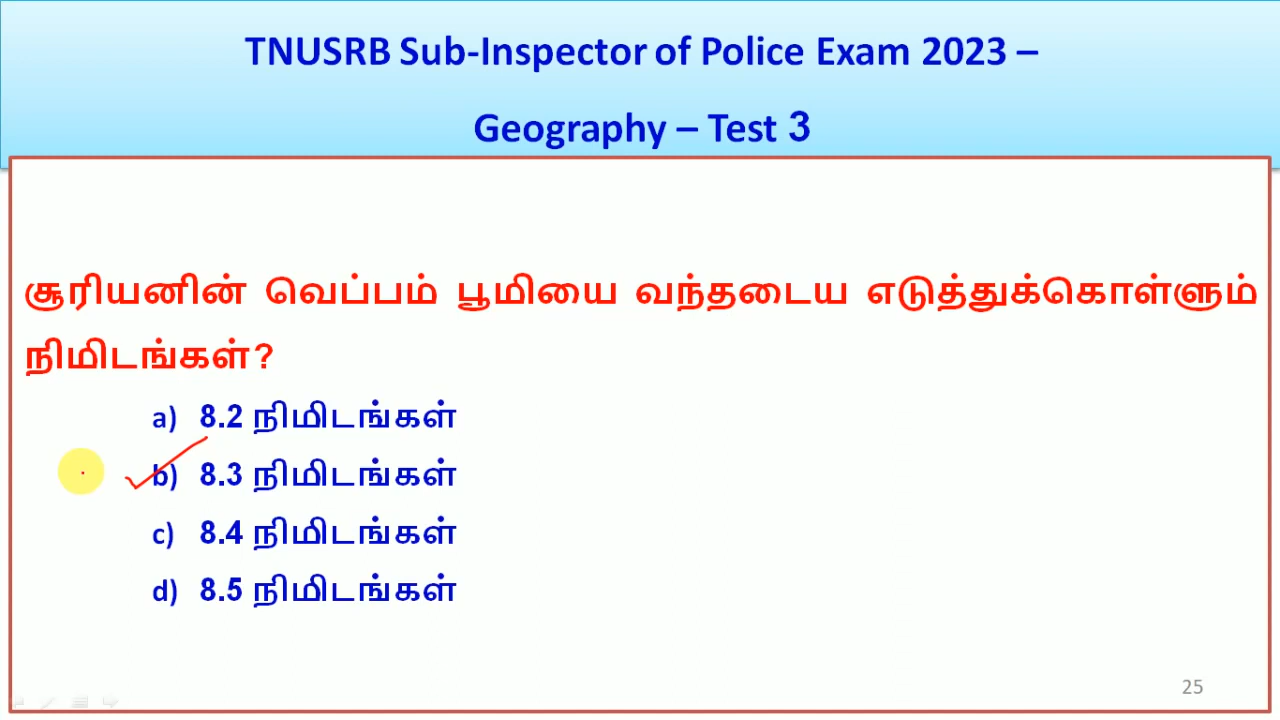 TNUSRB Sub-Inspector of Police Exam 2023 –
Geography – Test 3
சூரியனின் வெப்பம் பூமியை வந்தடைய எடுத்துக்கொள்ளும்
நிமிடங்கள்?
a) 8.2 நிமிடங்கள்
b) 8.3 நிமிடங்கள்
c) 8.4 நிமிடங்கள்
d) 8.5 நிமிடங்கள்
25